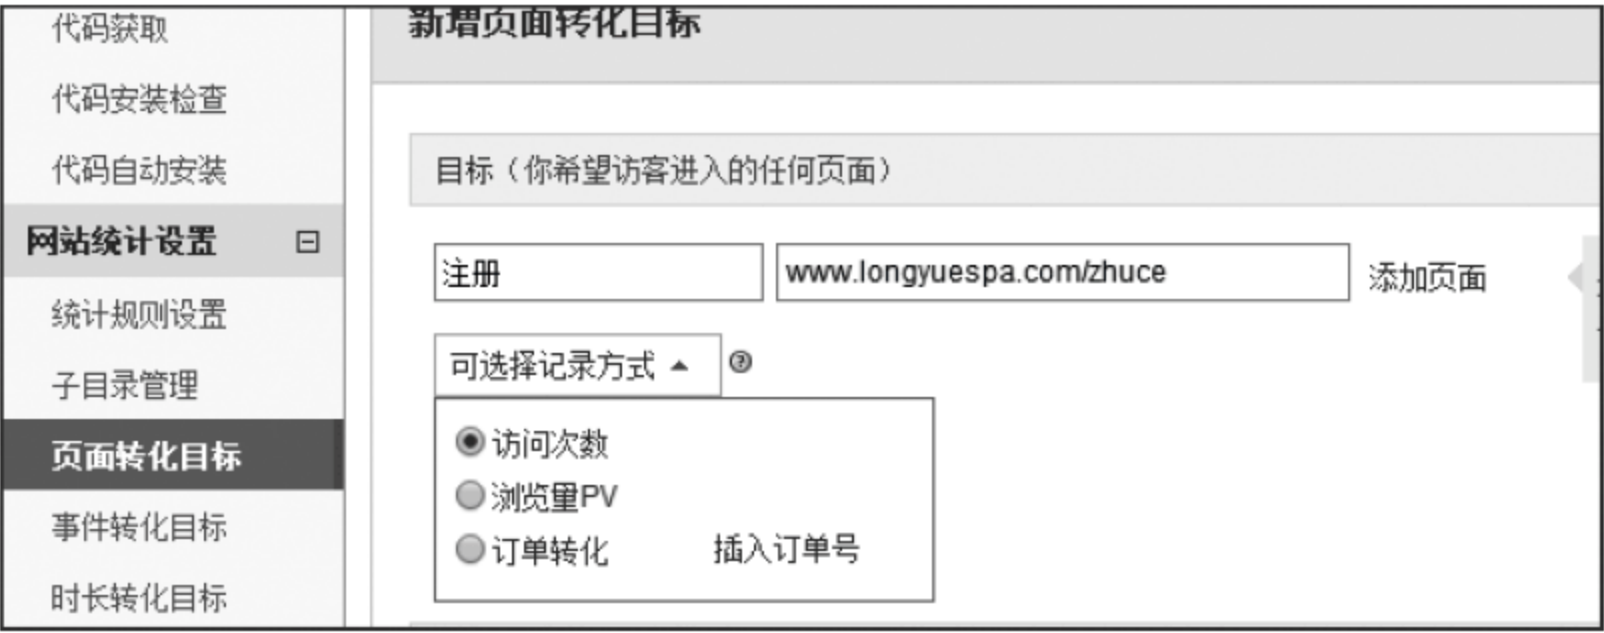 代码获取
代码安装检查
代码自动安装
网站统计设置
统计规则设置
子目录管理
页面转化目标
事件转化目标
时长转化目标
新增页面转化目标
目标（你希望访客进入的任何页面）
注册 www.longyuespa.com/zhuce 添加页面
可选择记录方式
访问次数
浏览量PV
订单转化 插入订单号